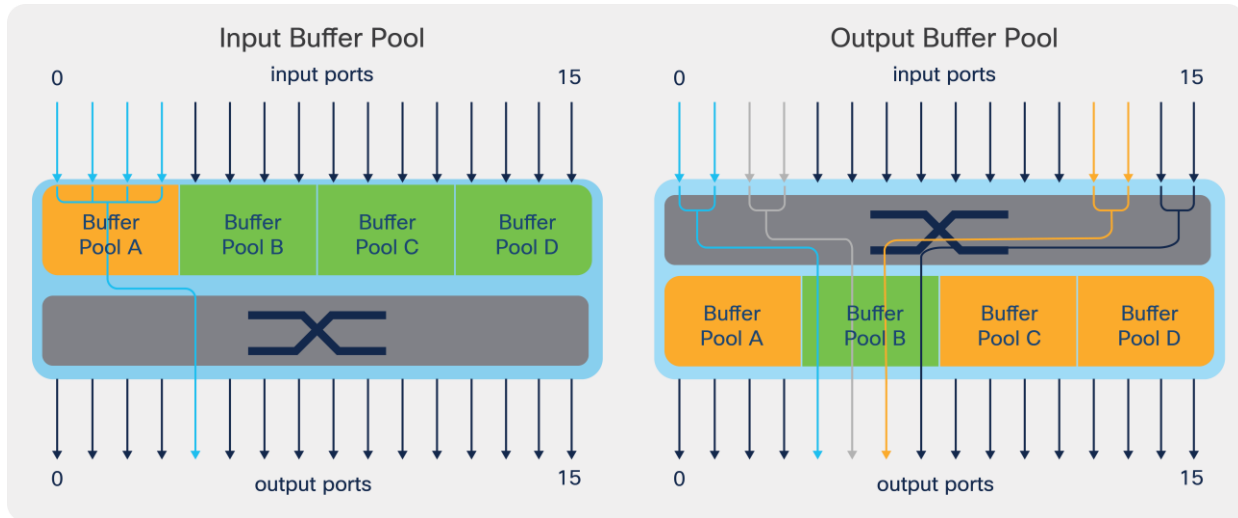 Input Buffer Pool
0 input ports 15
Buffer Pool A
Buffer Pool B
Buffer Pool C
Buffer Pool D
0 output ports 15
Output Buffer Pool
0 input ports 15
Buffer Pool A
Buffer Pool B
Buffer Pool C
Buffer Pool D
0 output ports 15